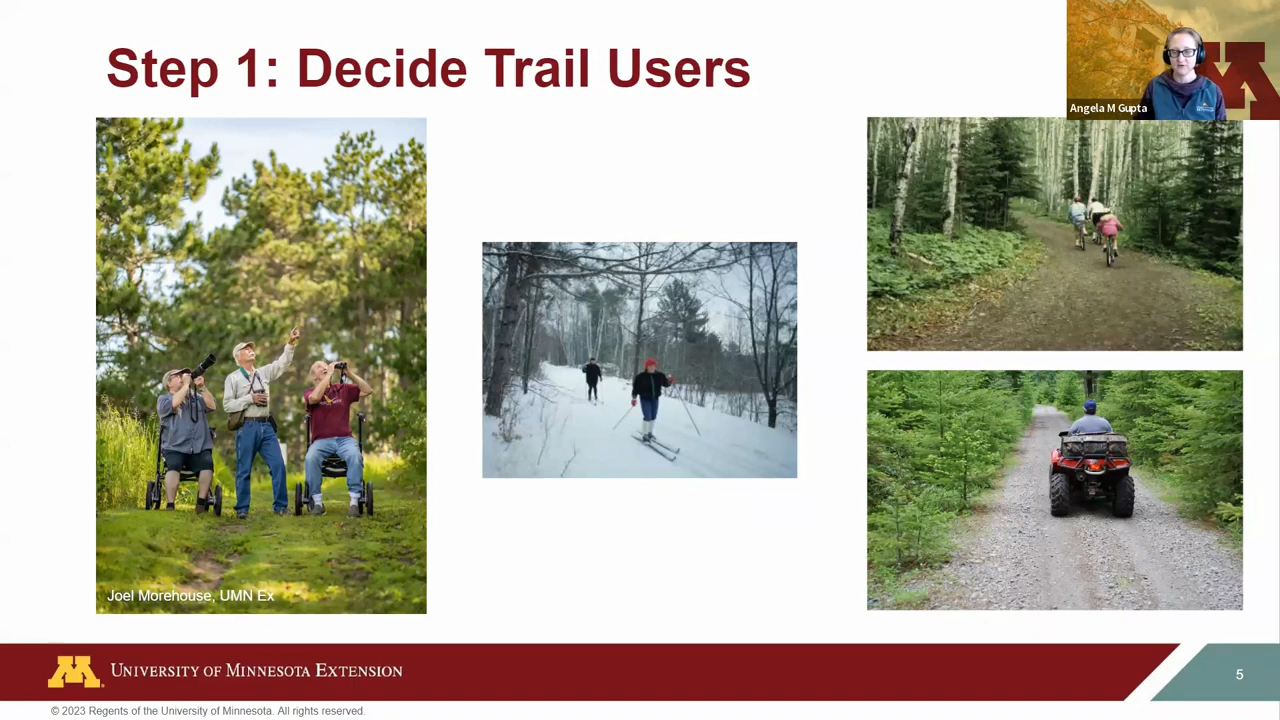 Step 1: Decide Trail Users
Angela M Gupta
Joel Morehouse, UMN Ex
University of Minnesota Extension
5
© 2023 Regents of the University of Minnesota. All rights reserved.